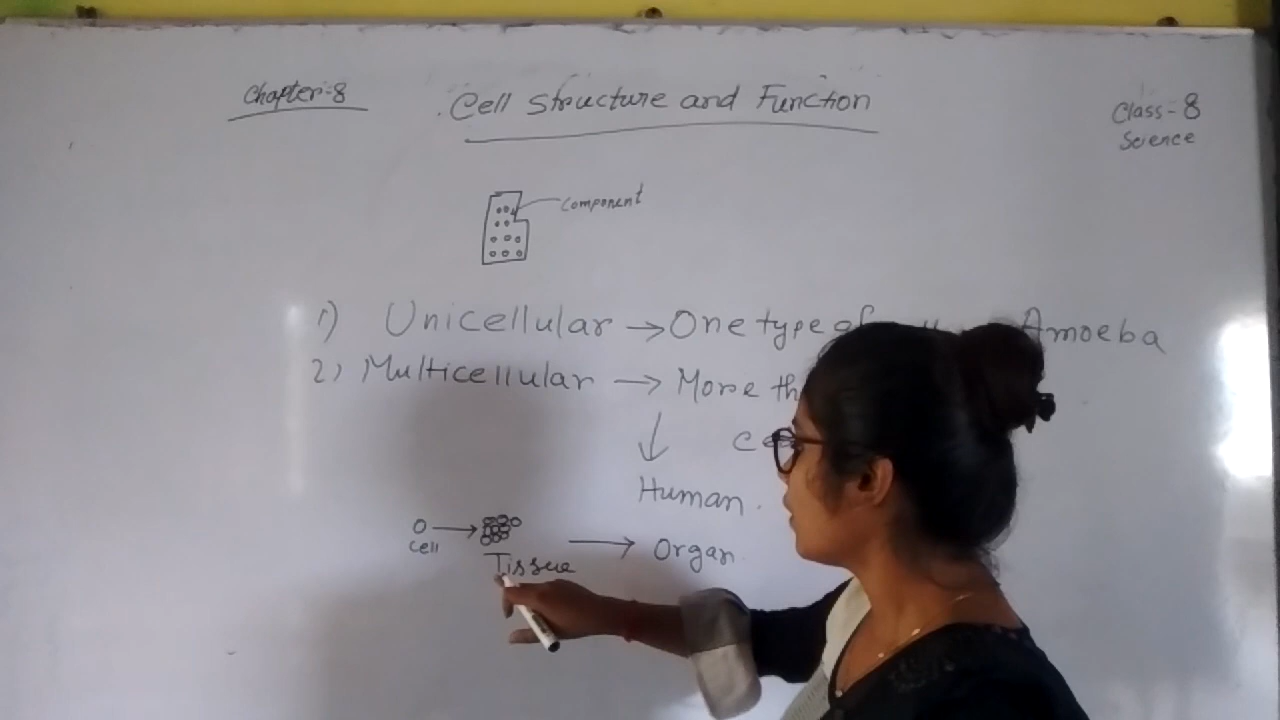 Chapter:-8
Cell Structure and Function
Class-8
Science
Component
1) Unicellular → One type of Amoeba
2) Multicellular → More
↓
Human.
Cell → Tissue → Organ